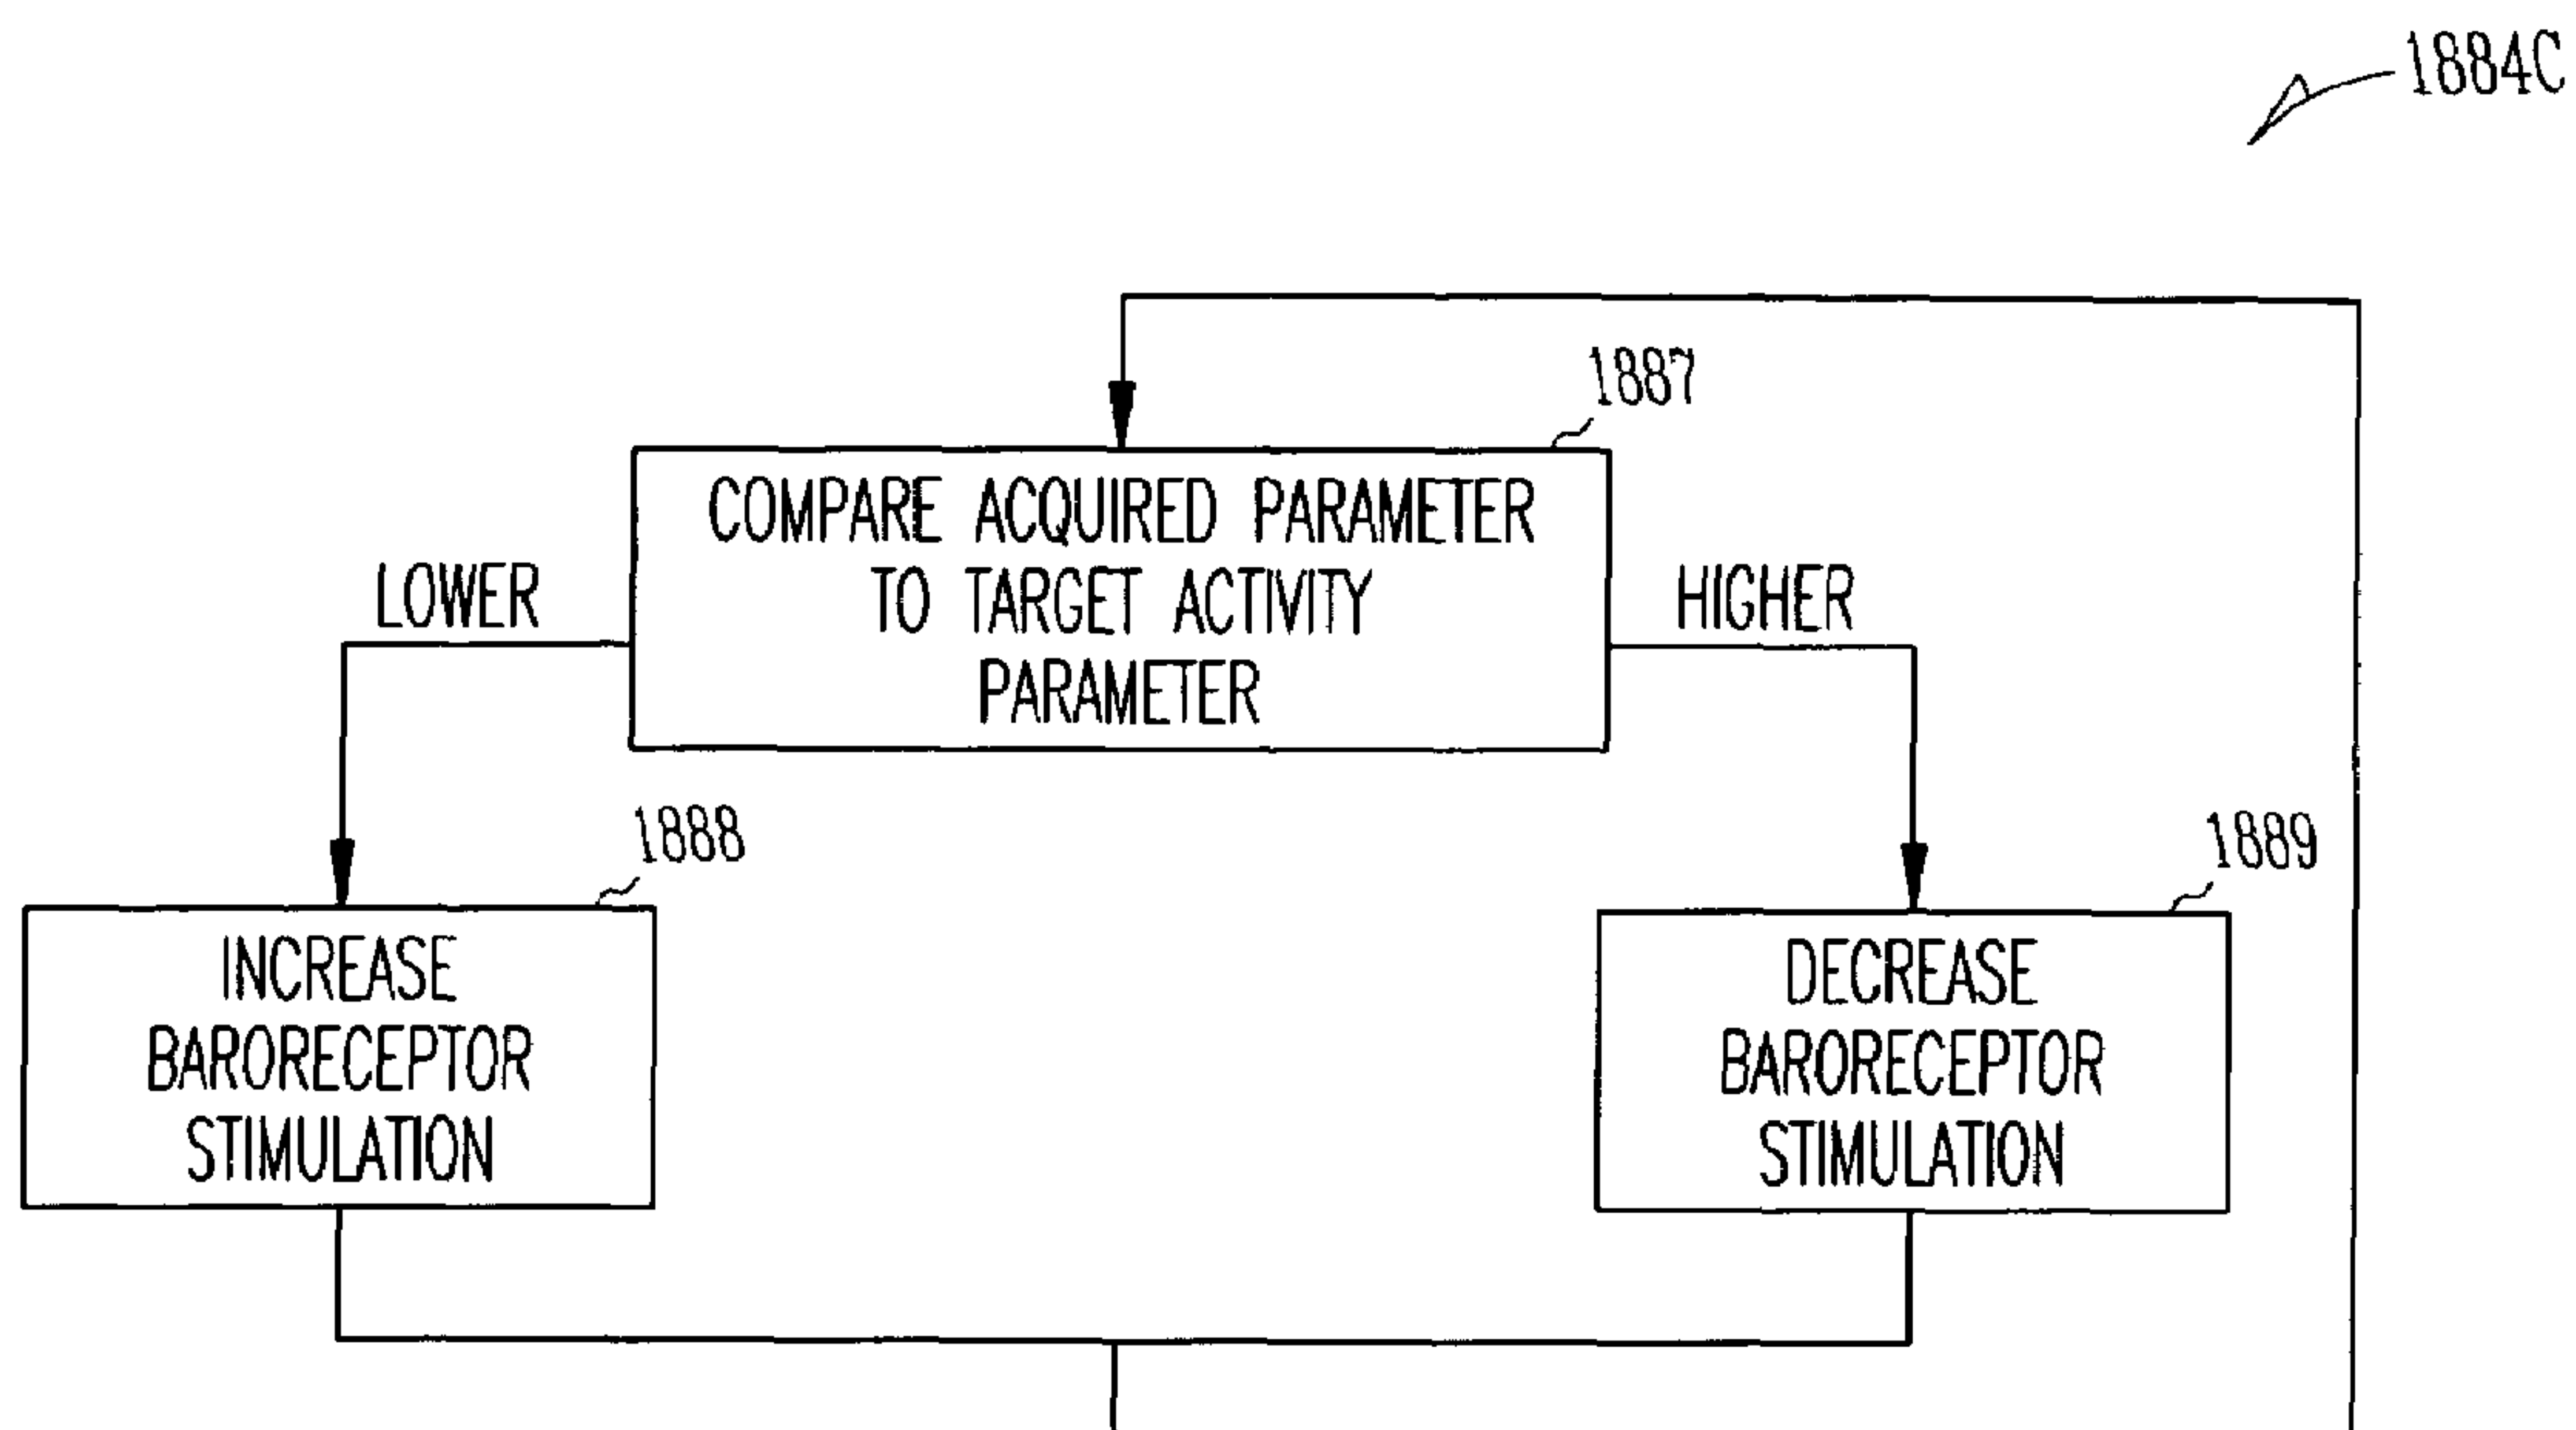 1884C
1887
COMPARE ACQUIRED PARAMETER
TO TARGET ACTIVITY
PARAMETER
LOWER
HIGHER
1888
INCREASE
BARORECEPTOR
STIMULATION
1889
DECREASE
BARORECEPTOR
STIMULATION